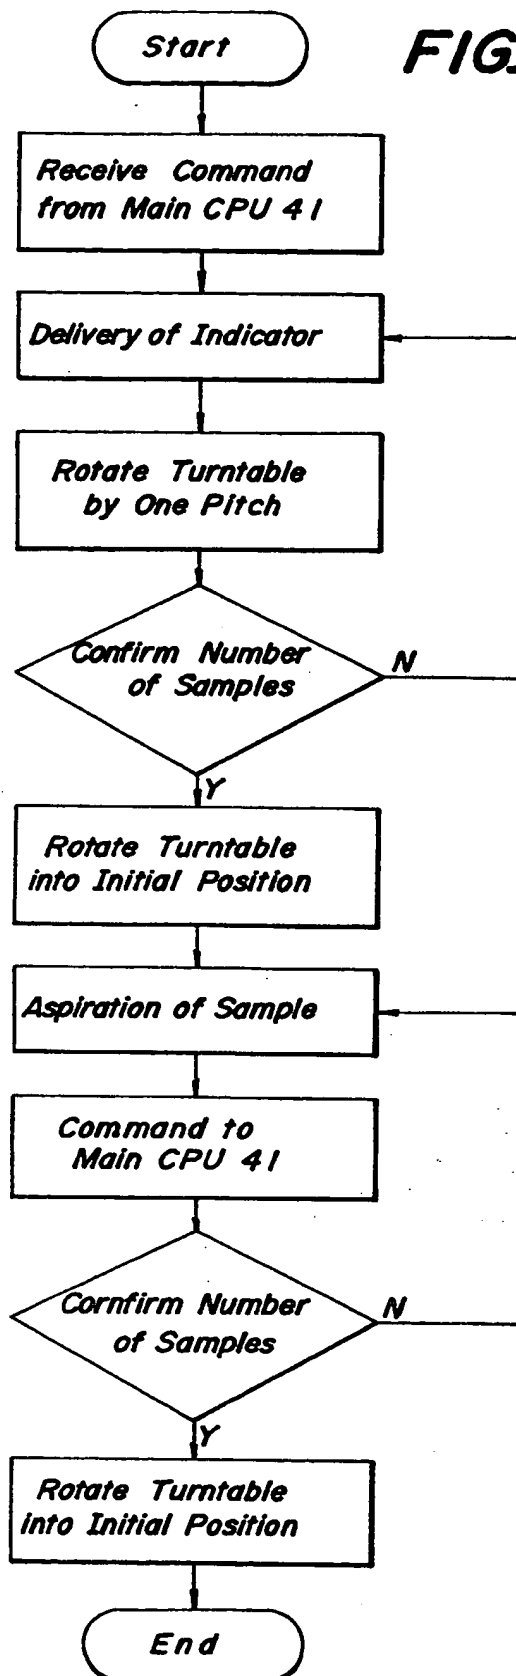 Start
FIG.
Receive Command
from Main CPU 41
Delivery of Indicator
Rotate Turntable
by One Pitch
Confirm Number
of Samples
N
Y
Rotate Turntable
into Initial Position
Aspiration of Sample
Command to
Main CPU 41
Cornfirm Number
of Samples
N
Y
Rotate Turntable
into Initial Position
End